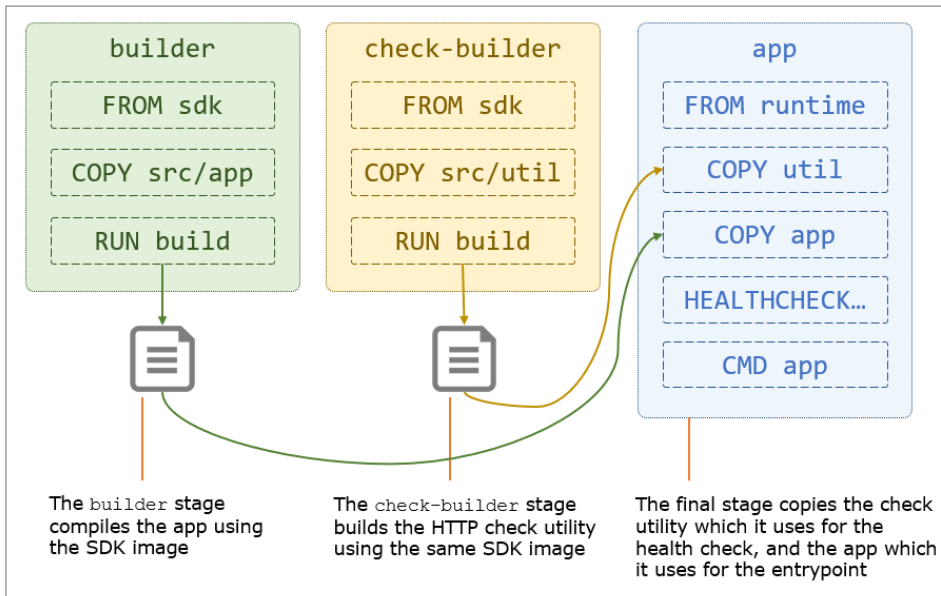 builder
FROM sdk
COPY src/app
RUN build
check-builder
FROM sdk
COPY src/util
RUN build
app
FROM runtime
COPY util
COPY app
HEALTHCHECK…
CMD app
The builder stage
compiles the app using
the SDK image
The check-builder stage
builds the HTTP check utility
using the same SDK image
The final stage copies the check
utility which it uses for the
health check, and the app which
it uses for the entrypoint